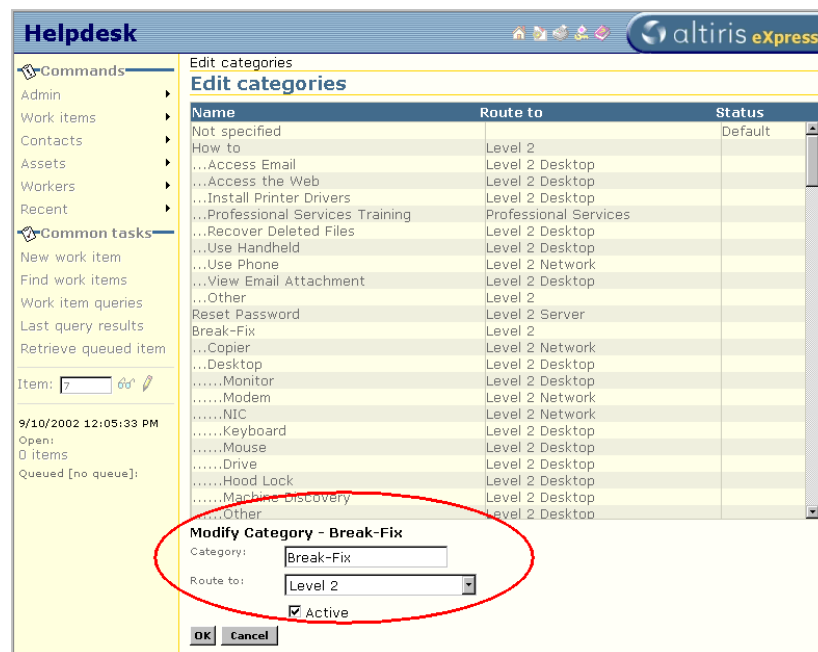 Helpdesk
altiris eXpress
Commands
Admin
Work items
Contacts
Assets
Workers
Recent
Common tasks
New work item
Find work items
Work item queries
Last query results
Retrieve queued item
Item: 7
9/10/2002 12:05:33 PM
Open:
0 items
Queued [no queue]:
Edit categories
Edit categories
Name Route to Status
Not specified Default
How to Level 2
...Access Email Level 2 Desktop
...Access the Web Level 2 Desktop
...Install Printer Drivers Level 2 Desktop
...Professional Services Training Professional Services
...Recover Deleted Files Level 2 Desktop
...Use Handheld Level 2 Desktop
...Use Phone Level 2 Network
...View Email Attachment Level 2 Desktop
...Other Level 2
Reset Password Level 2 Server
Break-Fix Level 2
...Copier Level 2 Network
...Desktop Level 2 Desktop
......Monitor Level 2 Desktop
......Modem Level 2 Network
......NIC Level 2 Network
......Keyboard Level 2 Desktop
......Mouse Level 2 Desktop
......Drive Level 2 Desktop
......Hood Lock Level 2 Desktop
......Machine Discovery Level 2 Desktop
......Other Level 2 Desktop
Modify Category - Break-Fix
Category: Break-Fix
Route to: Level 2
Active
OK Cancel